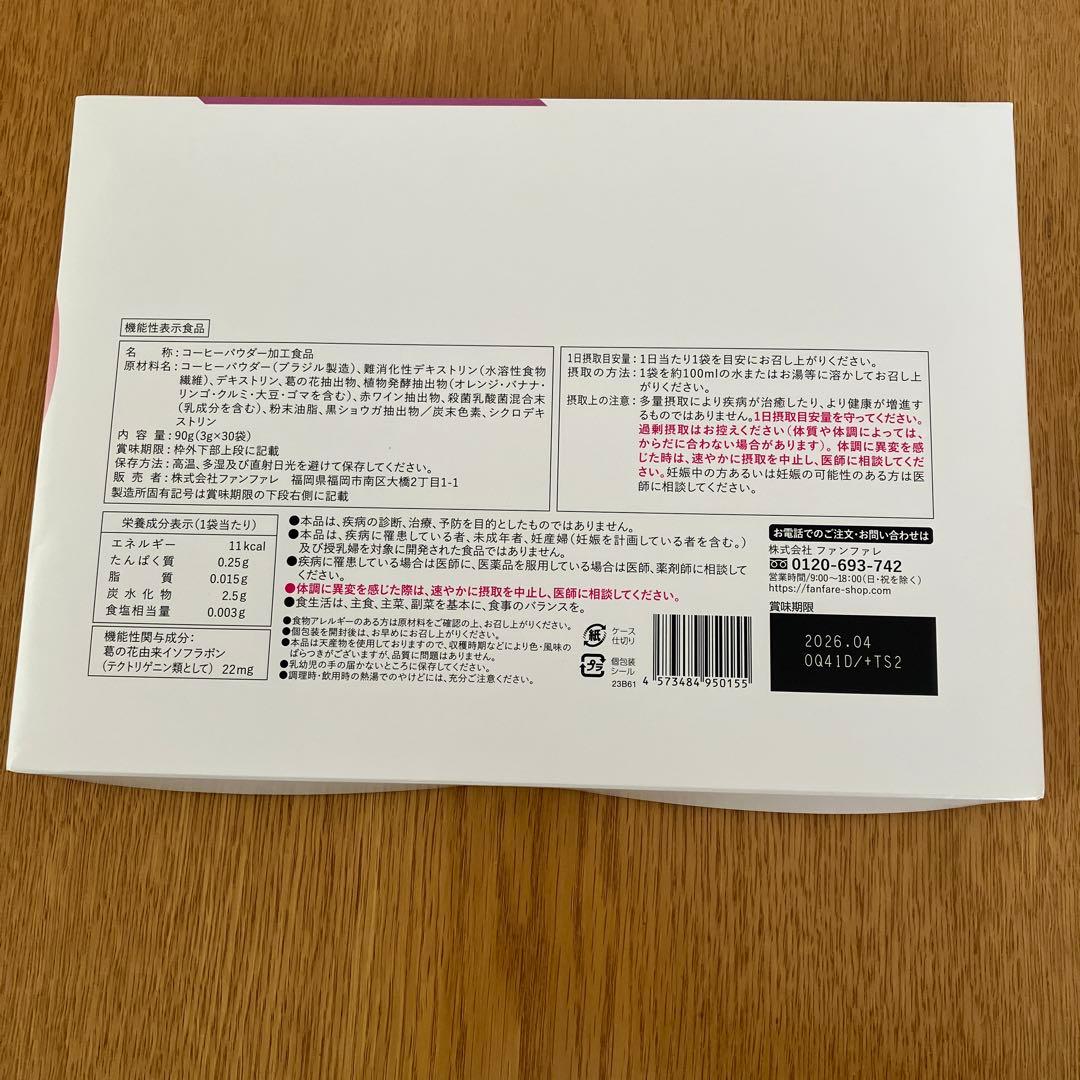 機能性表示食品
名　　称:コーヒーパウダー加工食品
原材料名:コーヒーパウダー(ブラジル製造)、難消化性デキストリン(水溶性食物
繊維)、デキストリン、葛の花抽出物、植物発酵抽出物(オレンジ・バナナ・
リンゴ・クルミ・大豆・ゴマを含む)、赤ワイン抽出物、殺菌乳酸菌混合末
(乳成分を含む)、粉末油脂、黒ショウガ抽出物／炭末色素、シクロデキ
ストリン
内 容 量:90g(3g×30袋)
賞味期限:枠外下部上段に記載
保存方法:高温、多湿及び直射日光を避けて保存してください。
販 売 者:株式会社ファンファレ　福岡県福岡市南区大橋2丁目1-1
製造所固有記号は賞味期限の下段右側に記載
1日摂取目安量:1日当たり1袋を目安にお召し上がりください。
摂取の方法:1袋を約100mlの水またはお湯等に溶かしてお召し上
がりください。
摂取上の注意:多量摂取により疾病が治癒したり、より健康が増進す
るものではありません。1日摂取目安量を守ってください。
過剰摂取はお控えください(体質や体調によっては、
からだに合わない場合があります)。体調に異変を感
じた時は、速やかに摂取を中止し、医師に相談してくだ
さい。妊娠中の方あるいは妊娠の可能性のある方は医
師に相談してください。
栄養成分表示(1袋当たり)
エネルギー 11kcal
たんぱく質 0.25g
脂　　質 0.015g
炭水化物 2.5g
食塩相当量 0.003g
機能性関与成分:
葛の花由来イソフラボン
(テクトリゲニン類として) 22mg
●本品は、疾病の診断、治療、予防を目的としたものではありません。
●本品は、疾病に罹患している者、未成年者、妊産婦(妊娠を計画している者を含む。)
及び授乳婦を対象に開発された食品ではありません。
●疾病に罹患している場合は医師に、医薬品を服用している場合は医師、薬剤師に相談して
ください。
●体調に異変を感じた際は、速やかに摂取を中止し、医師に相談してください。
●食生活は、主食、主菜、副菜を基本に、食事のバランスを。
●食物アレルギーのある方は原材料をご確認の上、お召し上がりください。
●個包装を開封後は、お早めにお召し上がりください。
●本品は天産物を使用しておりますので、収穫時期などにより色・風味の
ばらつきがございますが、品質に問題はありません。
●乳幼児の手の届かないところに保存してください。
●調理時・飲用時の熱湯でのやけどには、充分ご注意ください。
紙
ケース
仕切り
プラ
個包装
シール
23B61
4 573484 950155
お電話でのご注文・お問い合わせは
株式会社 ファンファレ
0120-693-742
営業時間/9:00～18:00(日・祝を除く)
https://fanfare-shop.com
賞味期限
2026.04
OQ41D/+TS2